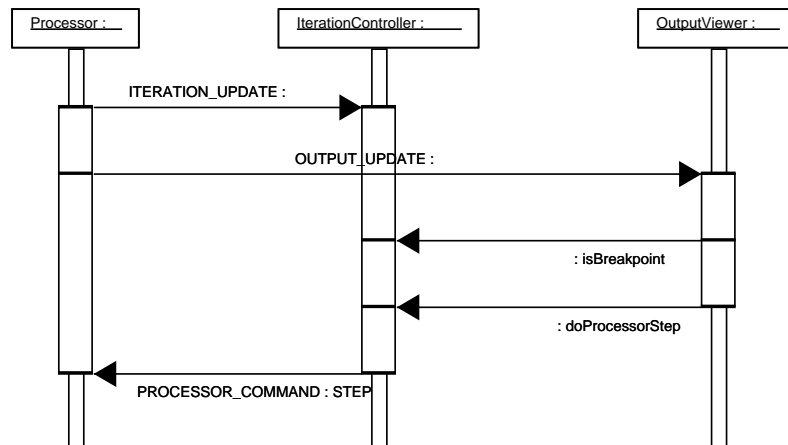 Processor :
IterationController :
OutputViewer :
ITERATION_UPDATE :
OUTPUT_UPDATE :
: isBreakpoint
: doProcessorStep
PROCESSOR_COMMAND : STEP